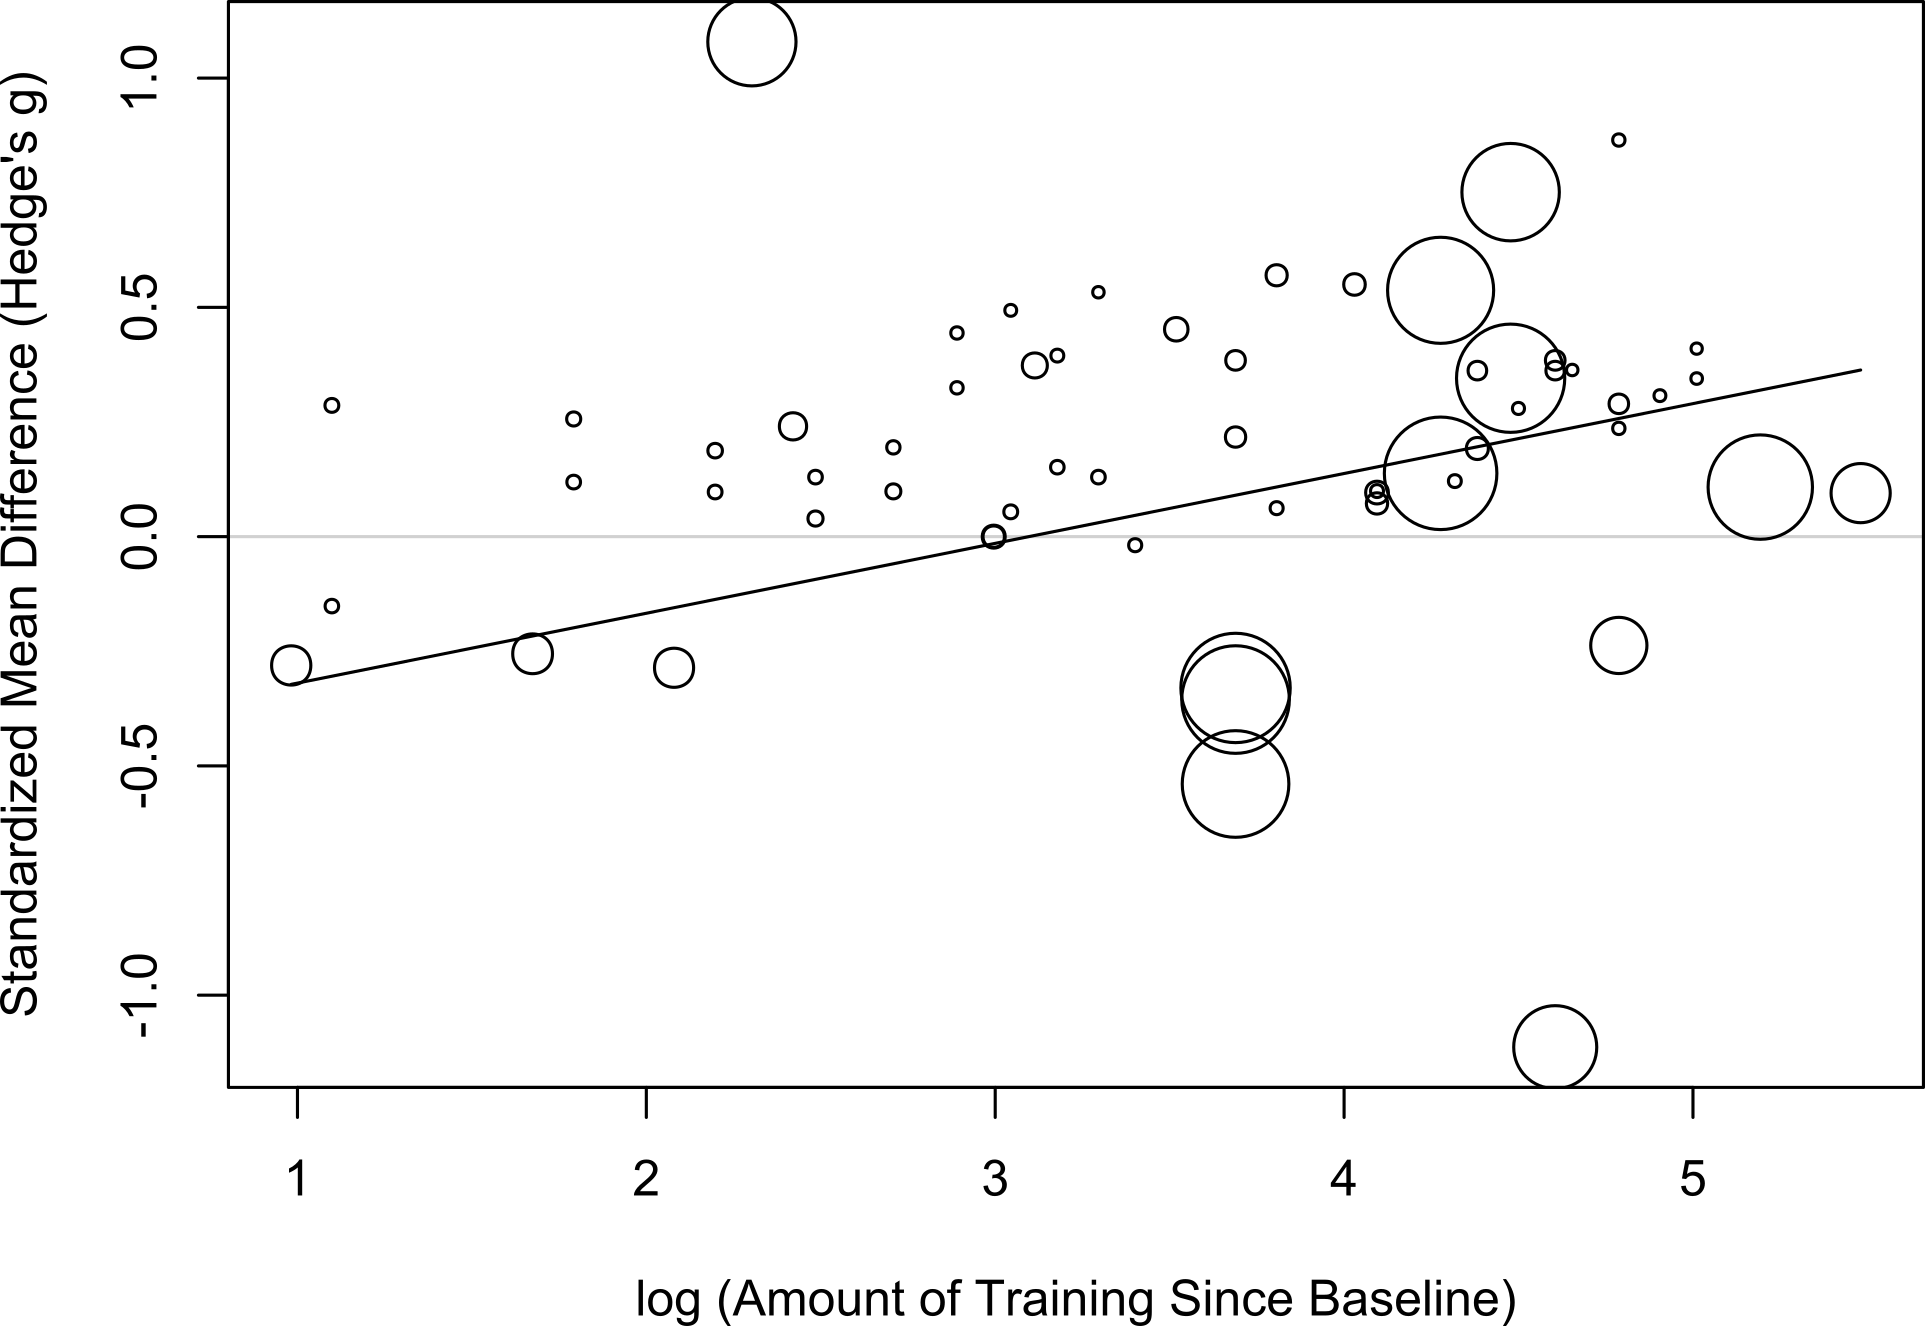 Standardized Mean Difference (Hedge's g)
1.0
0.5
0.0
-0.5
-1.0
1 2 3 4 5
log (Amount of Training Since Baseline)